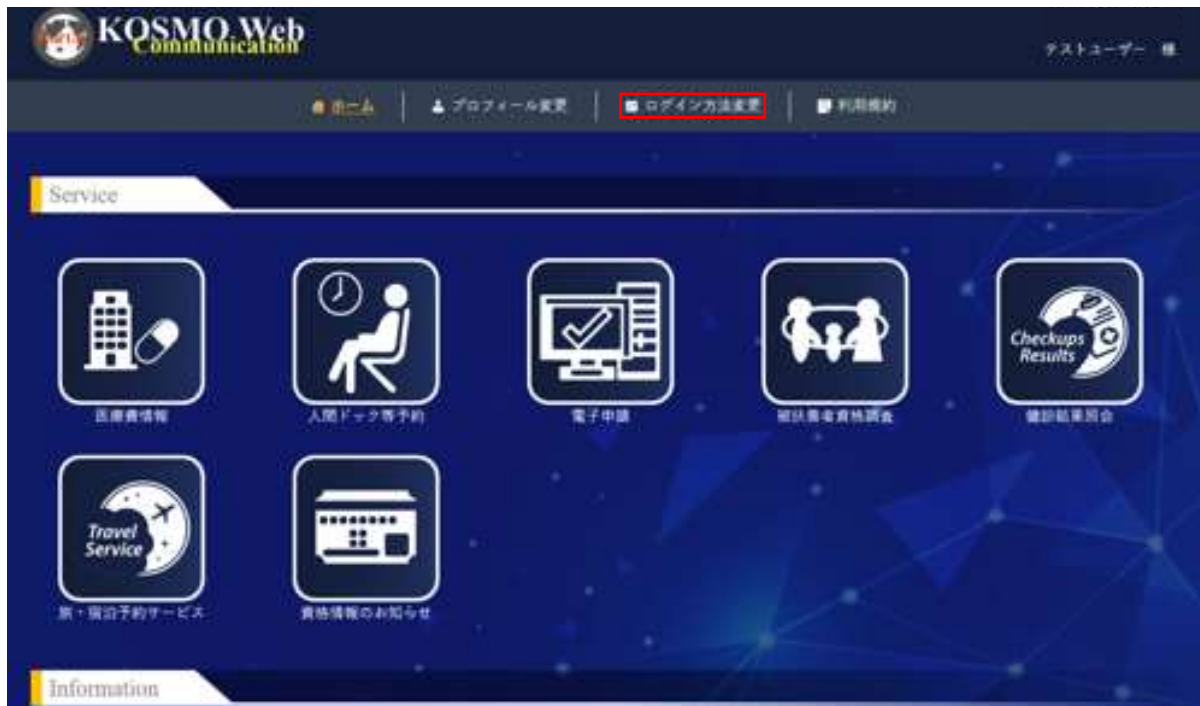 KOSMO Web
Communication
テストユーザー 様
ホーム
プロフィール変更
ログイン方法変更
利用規約
Service
医療費情報
人間ドック等予約
電子申請
被扶養者資格調査
Checkups
Results
健診結果照会
Travel
Service
旅・宿泊予約サービス
資格情報のお知らせ
Information